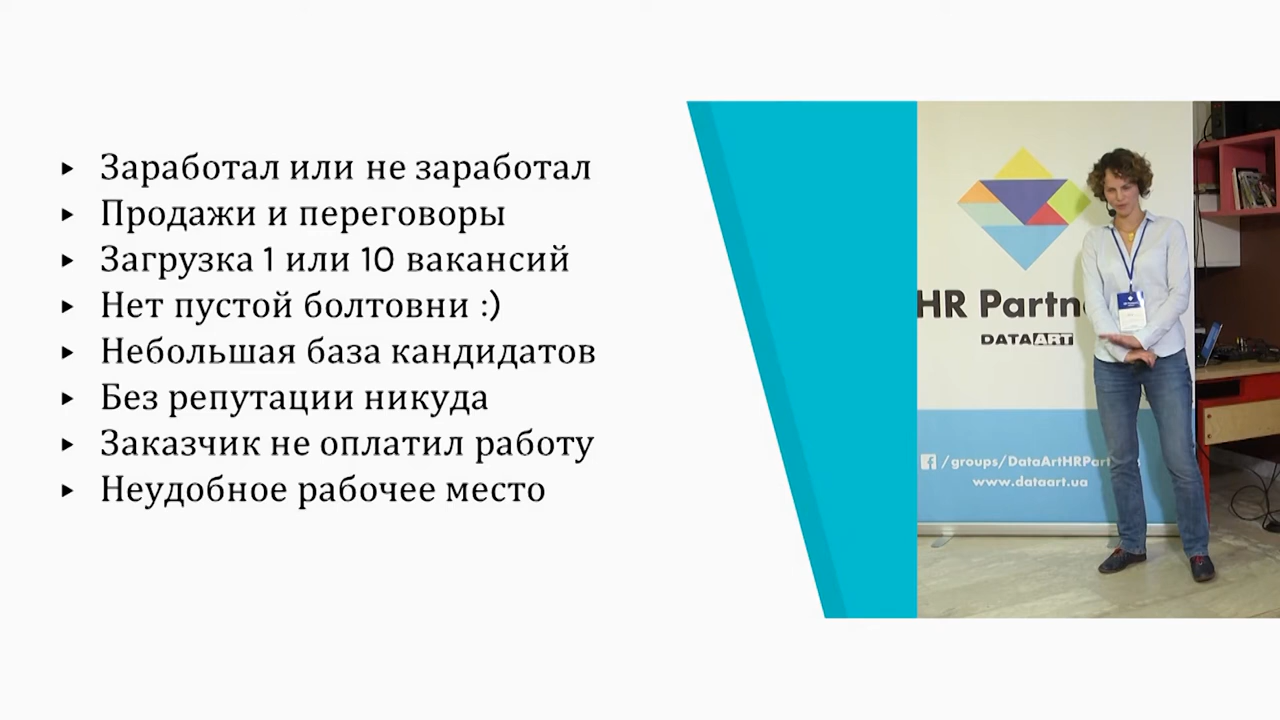 Заработал или не заработал
Продажи и переговоры
Загрузка 1 или 10 вакансий
Нет пустой болтовни :)
Небольшая база кандидатов
Без репутации никуда
Заказчик не оплатил работу
Неудобное рабочее место
HR Partne
DATAART
/groups/DataArtHRPart
www.dataart.ua